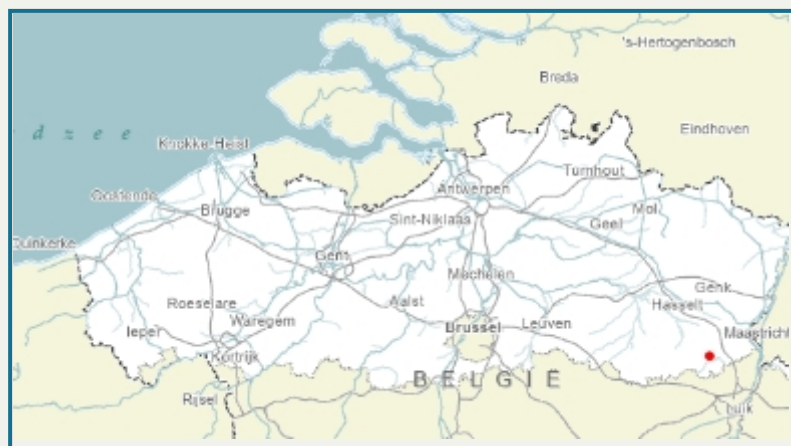 's-Hertogenbosch
Breda
d z e e
Eindhoven
Knokke-Heist
Turnhout
Antwerpen
Oostende
Mol
Brugge
Sint-Niklaas
Geel
Duinkerke
Gent
Mechelen
Genk
Roeselare
Aalst
Hasselt
Waregem
Brussel
Leuven
Ieper
Maastricht
Kortrijk
BELGIË
Rijsel
Luik